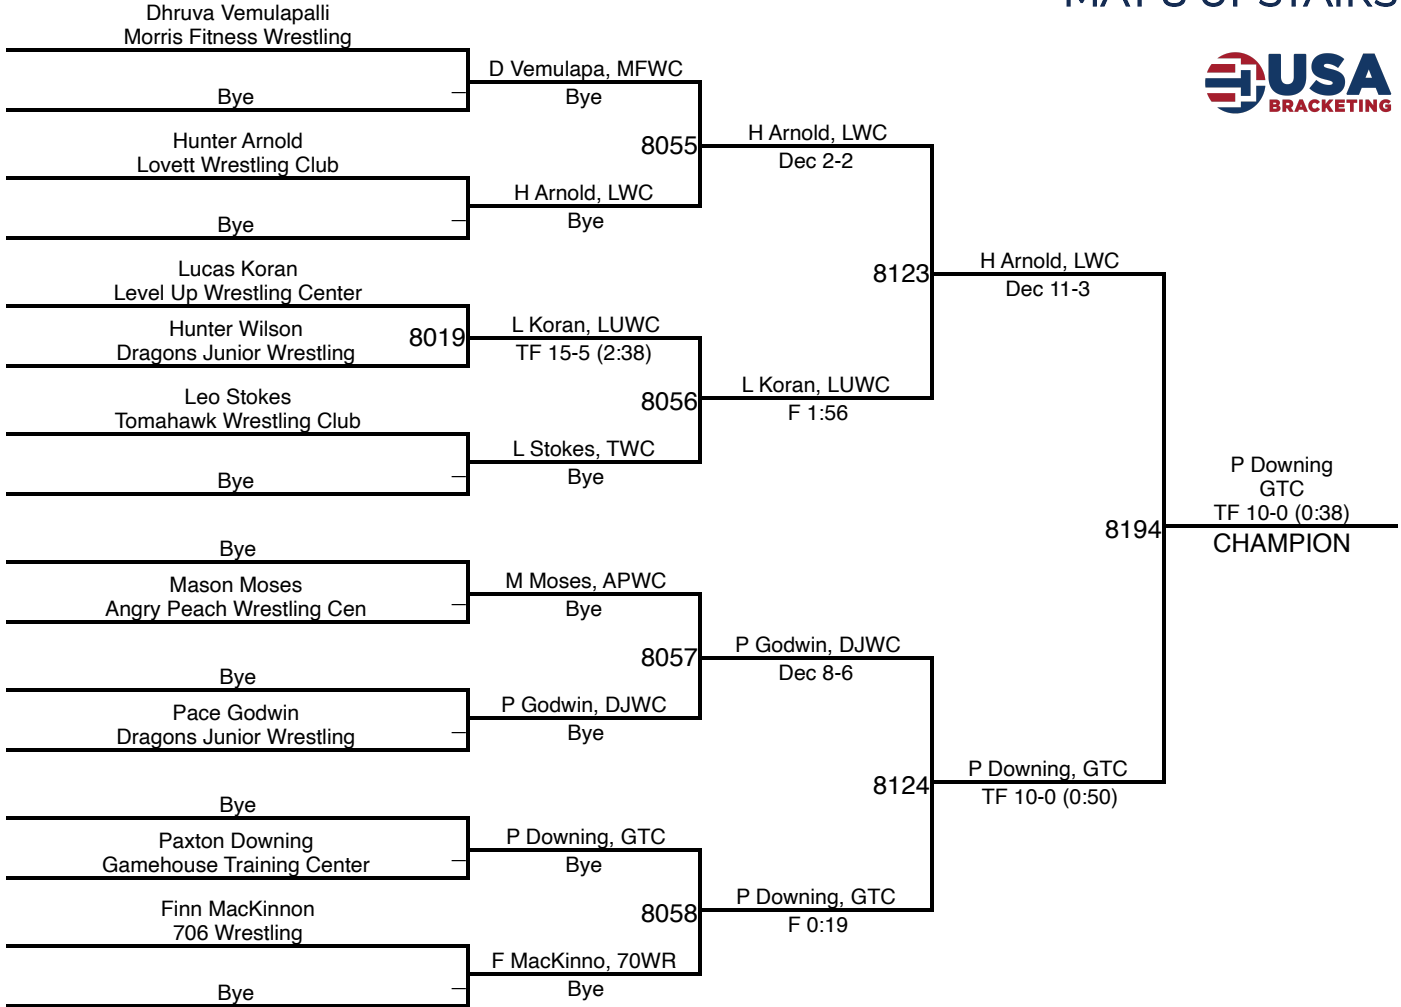 Dhruva Vemulapalli
Morris Fitness Wrestling
Bye
Hunter Arnold
Lovett Wrestling Club
Bye
Lucas Koran
Level Up Wrestling Center
Hunter Wilson
Dragons Junior Wrestling
8019
Leo Stokes
Tomahawk Wrestling Club
Bye
Bye
Mason Moses
Angry Peach Wrestling Cen
Bye
Pace Godwin
Dragons Junior Wrestling
Bye
Paxton Downing
Gamehouse Training Center
Finn MacKinnon
706 Wrestling
Bye
D Vemulapa, MFWC
Bye
8055
H Arnold, LWC
Bye
L Koran, LUWC
TF 15-5 (2:38)
8056
L Stokes, TWC
Bye
M Moses, APWC
Bye
8057
P Godwin, DJWC
Bye
P Downing, GTC
Bye
8058
F MacKinno, 70WR
Bye
H Arnold, LWC
Dec 2-2
8123
L Koran, LUWC
F 1:56
P Godwin, DJWC
Dec 8-6
8124
P Downing, GTC
F 0:19
H Arnold, LWC
Dec 11-3
8194
P Downing, GTC
TF 10-0 (0:50)
P Downing
GTC
TF 10-0 (0:38)
CHAMPION
USA
BRACKETING